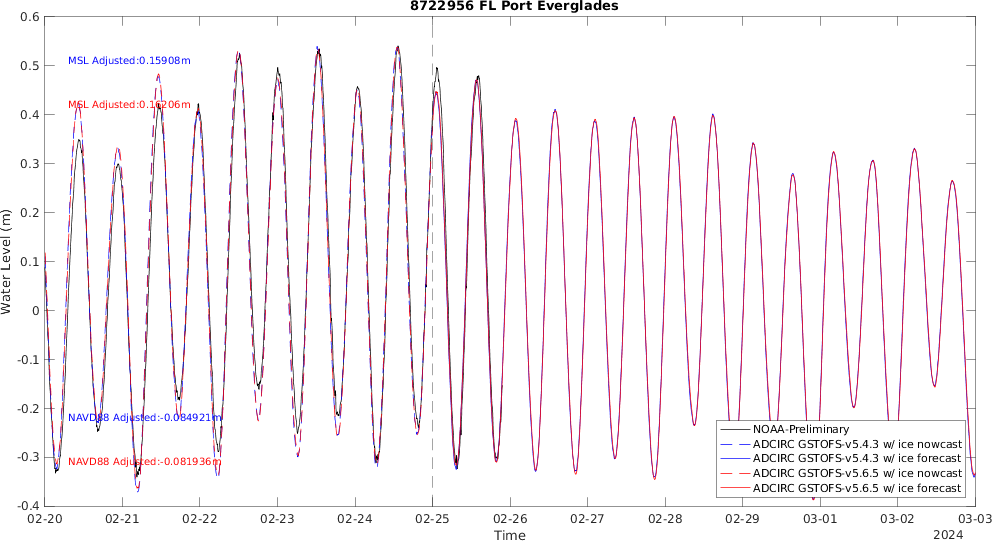 8722956 FL Port Everglades
0.6
0.5
0.4
0.3
0.2
0.1
0
-0.1
-0.2
-0.3
-0.4
Water Level (m)
MSL Adjusted:0.15908m
MSL Adjusted:0.16206m
NAVD88 Adjusted:-0.084921m
NAVD88 Adjusted:-0.081936m
NOAA-Preliminary
ADCIRC GSTOFS-v5.4.3 w/ ice nowcast
ADCIRC GSTOFS-v5.4.3 w/ ice forecast
ADCIRC GSTOFS-v5.6.5 w/ ice nowcast
ADCIRC GSTOFS-v5.6.5 w/ ice forecast
02-20 02-21 02-22 02-23 02-24 02-25 02-26 02-27 02-28 02-29 03-01 03-02 03-03
Time
2024